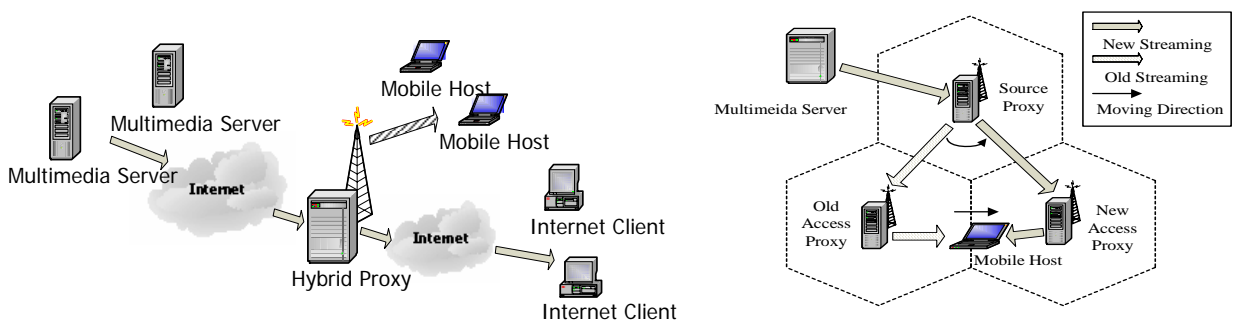 Mobile Host
Multimedia Server
Mobile Host
Multimedia Server
Internet
Internet
Internet Client
Hybrid Proxy
Internet Client
New Streaming
Old Streaming
Moving Direction
Source
Proxy
Multimeida Server
Old
Access
Proxy
New
Access
Proxy
Mobile Host